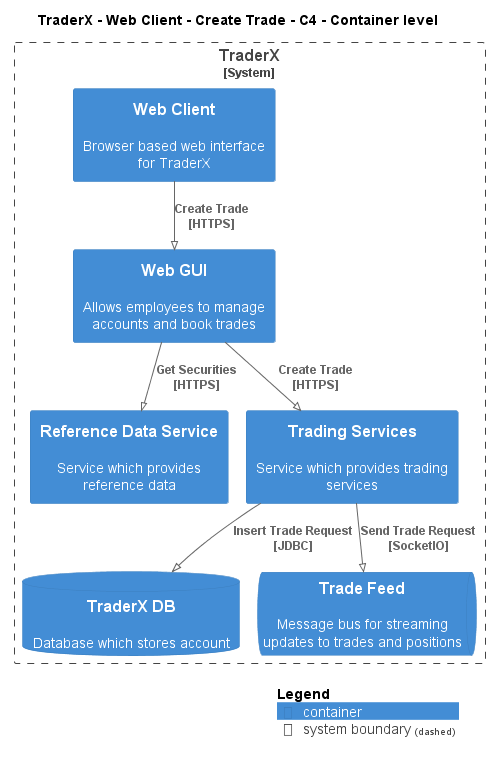 TraderX - Web Client - Create Trade - C4 - Container level
TraderX
[System]
Web Client
Browser based web interface
for TraderX
Create Trade
[HTTPS]
Web GUI
Allows employees to manage
accounts and book trades
Get Securities
[HTTPS]
Create Trade
[HTTPS]
Reference Data Service
Service which provides
reference data
Trading Services
Service which provides trading
services
Insert Trade Request
[JDBC]
Send Trade Request
[SocketIO]
TraderX DB
Database which stores account
Trade Feed
Message bus for streaming
updates to trades and positions
Legend
container
system boundary (dashed)